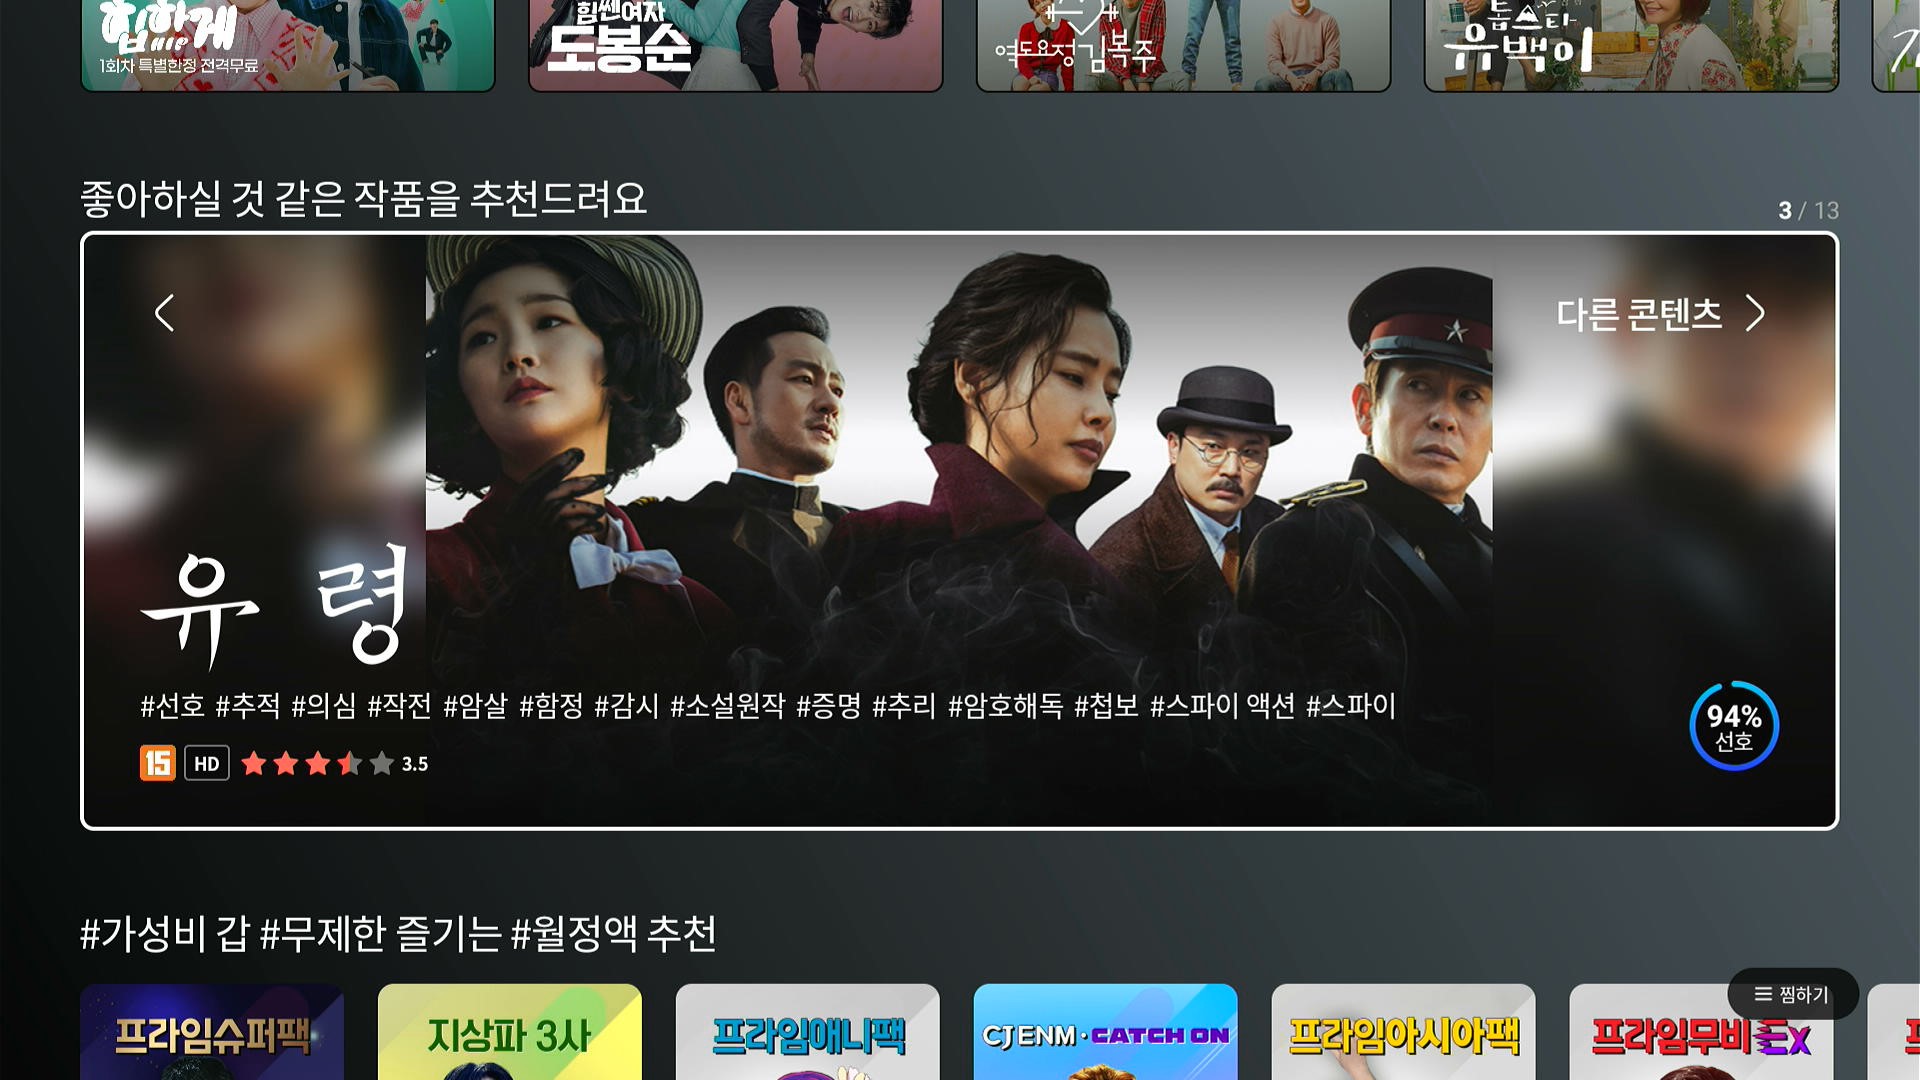 힙하게
1회차 특별한정 전격무료
힘쎈여자
도봉순
역도요정김복주
톱스타
유백이
좋아하실 것 같은 작품을 추천드려요
3 / 13
다른 콘텐츠
유 령
#선호 #추적 #의심 #작전 #암살 #함정 #감시 #소설원작 #증명 #추리 #암호해독 #첩보 #스파이 액션 #스파이
94%
선호
15 HD 3.5
#가성비 갑 #무제한 즐기는 #월정액 추천
찜하기
프라임슈퍼팩
지상파 3사
프라임애니팩
CJ ENM · CATCH ON
프라임아시아팩
프라임무비팩 EX